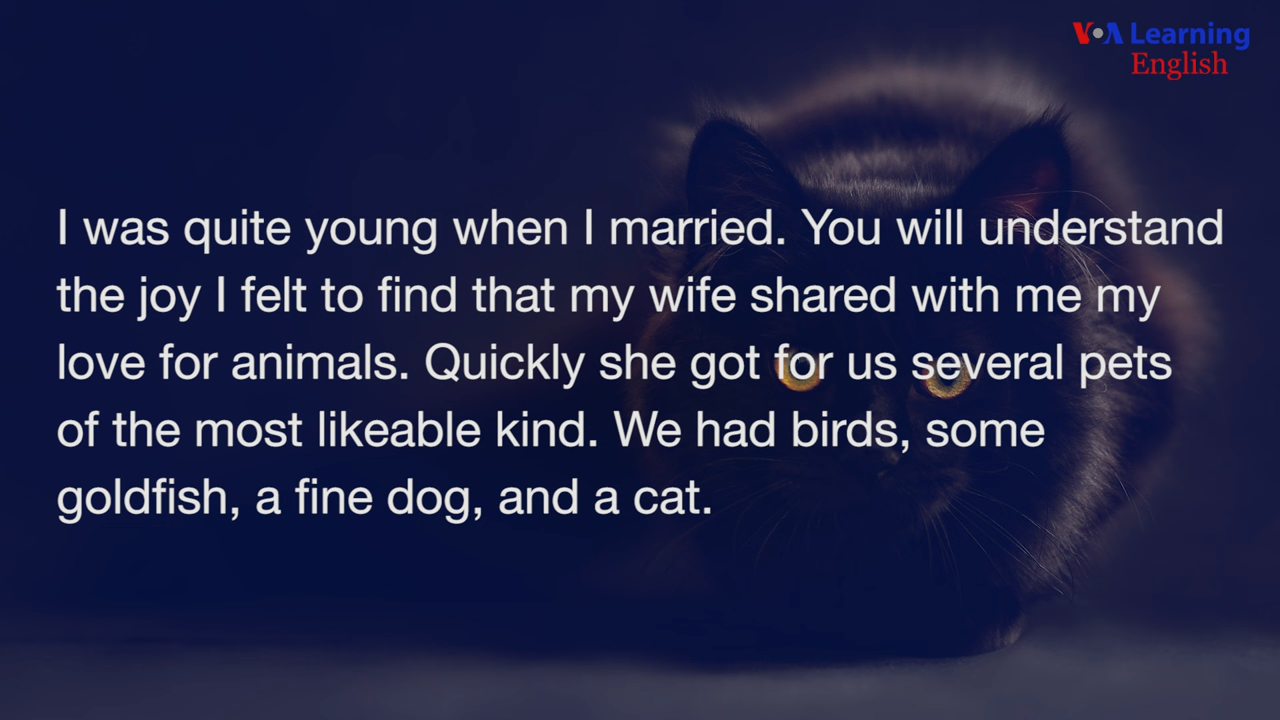 VOA Learning
English
I was quite young when I married. You will understand
the joy I felt to find that my wife shared with me my
love for animals. Quickly she got for us several pets
of the most likeable kind. We had birds, some
goldfish, a fine dog, and a cat.